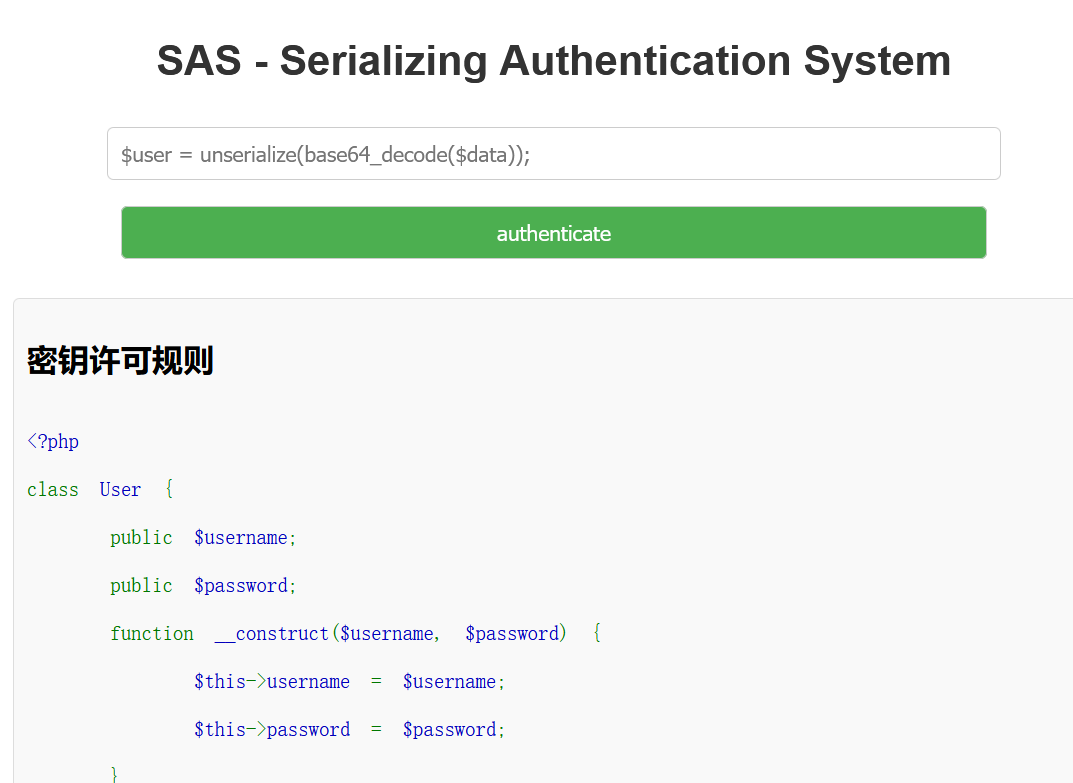 SAS - Serializing Authentication System
$user = unserialize(base64_decode($data));
authenticate
密钥许可规则
<?php
class User {
public $username;
public $password;
function __construct($username, $password) {
$this->username = $username;
$this->password = $password;
}